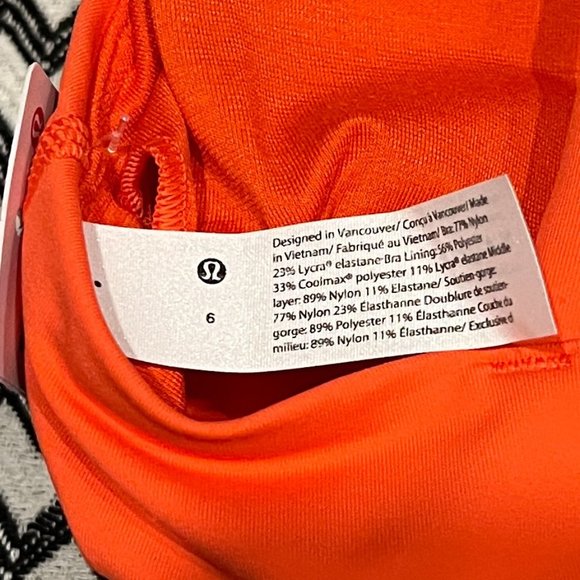 6
Designed in Vancouver/ Conçu à Vancouver/ Made
in Vietnam/ Fabriqué au Vietnam/ Bra: 77% Nylon
23% Lycra® elastane Bra Lining: 56% Polyester
33% Coolmax® polyester 11% Lycra® elastane Middle
layer: 89% Nylon 11% Elastane/ Soutien-gorge:
77% Nylon 23% Élasthanne Doublure de soutien-
gorge: 89% Polyester 11% Élasthanne Couche du
milieu: 89% Nylon 11% Élasthanne/ Exclusive d